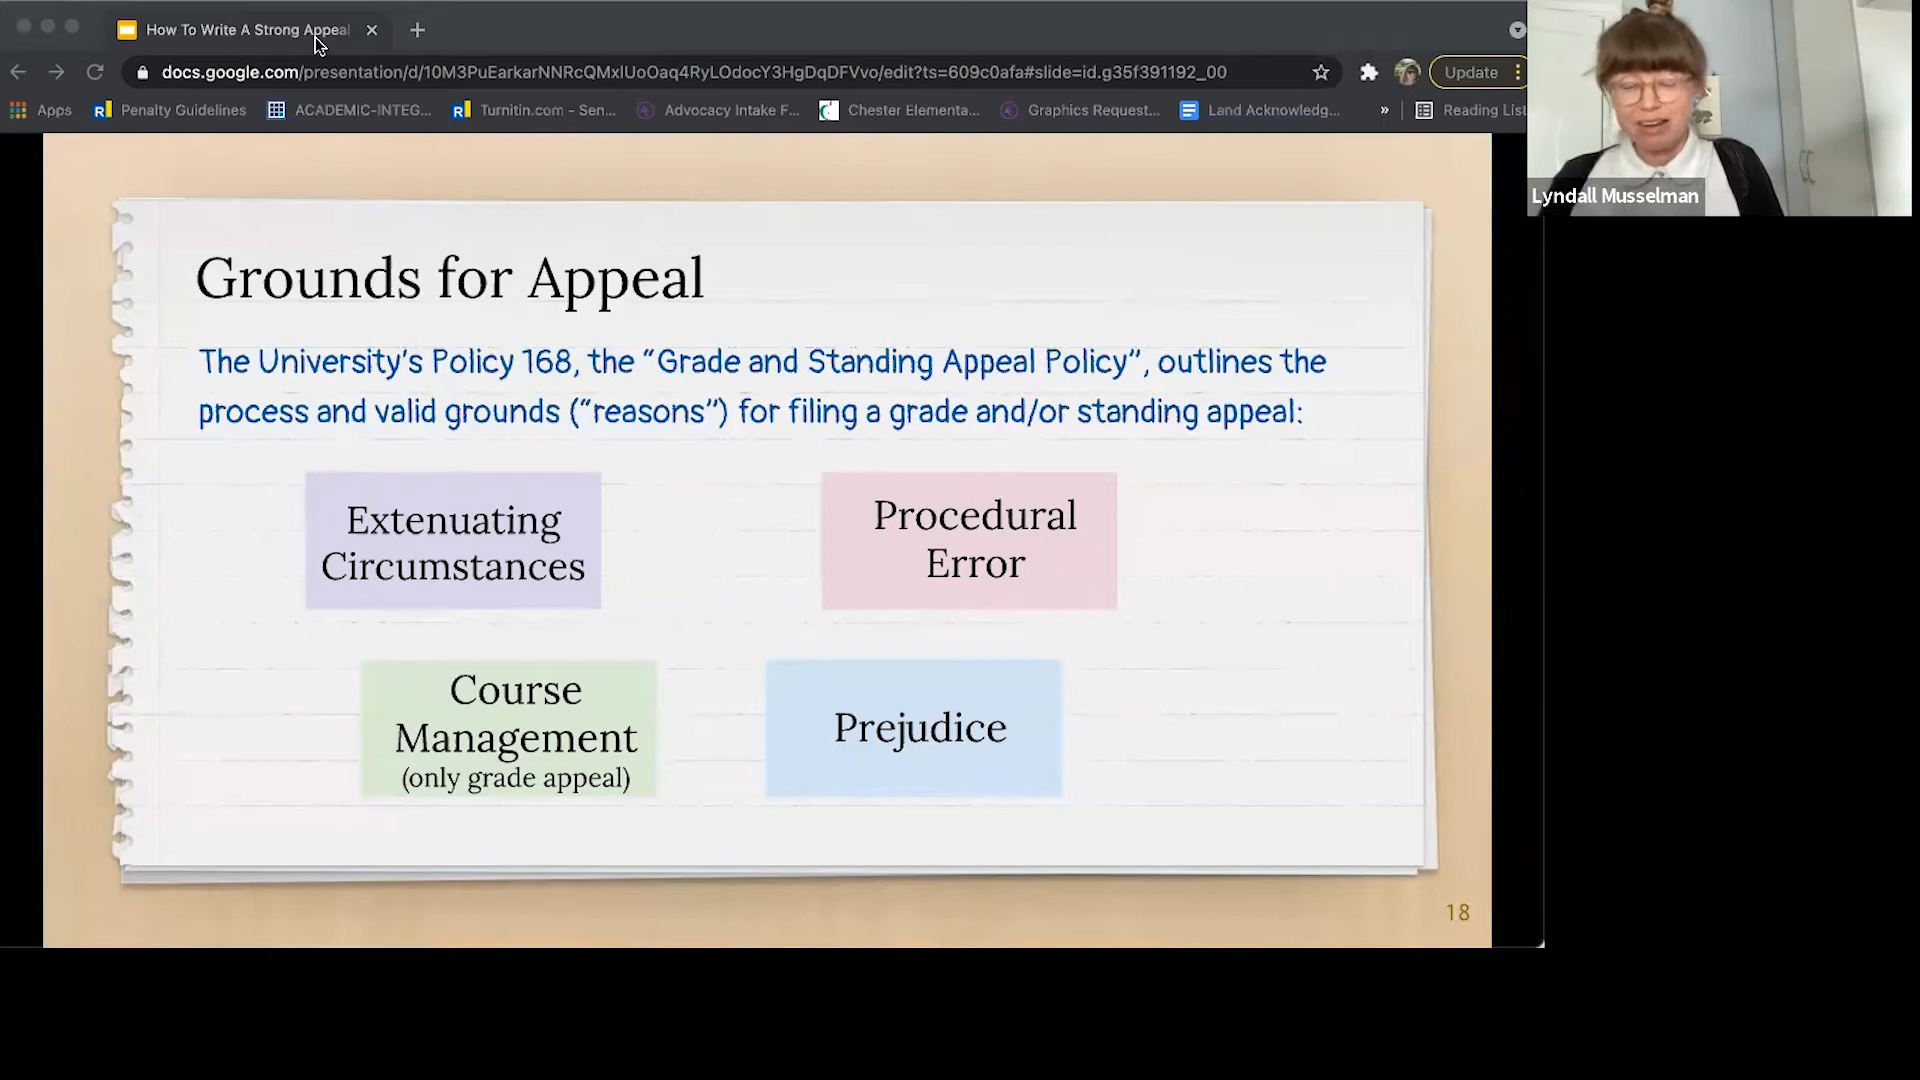 How To Write A Strong Appeal
docs.google.com/presentation/d/10M3PuEarkarNNRcQMxlUoOaq4RyLOdocY3HgDqDFVvo/edit?ts=609c0afa#slide=id.g35f391192_00
Update
Apps
Penalty Guidelines
ACADEMIC-INTEG...
Turnitin.com – Sen...
Advocacy Intake F...
Chester Elementa...
Graphics Request...
Land Acknowledg...
»
Reading List
Lyndall Musselman
Grounds for Appeal
The University's Policy 168, the “Grade and Standing Appeal Policy”, outlines the
process and valid grounds (“reasons”) for filing a grade and/or standing appeal:
Extenuating
Circumstances
Procedural
Error
Course
Management
(only grade appeal)
Prejudice
18